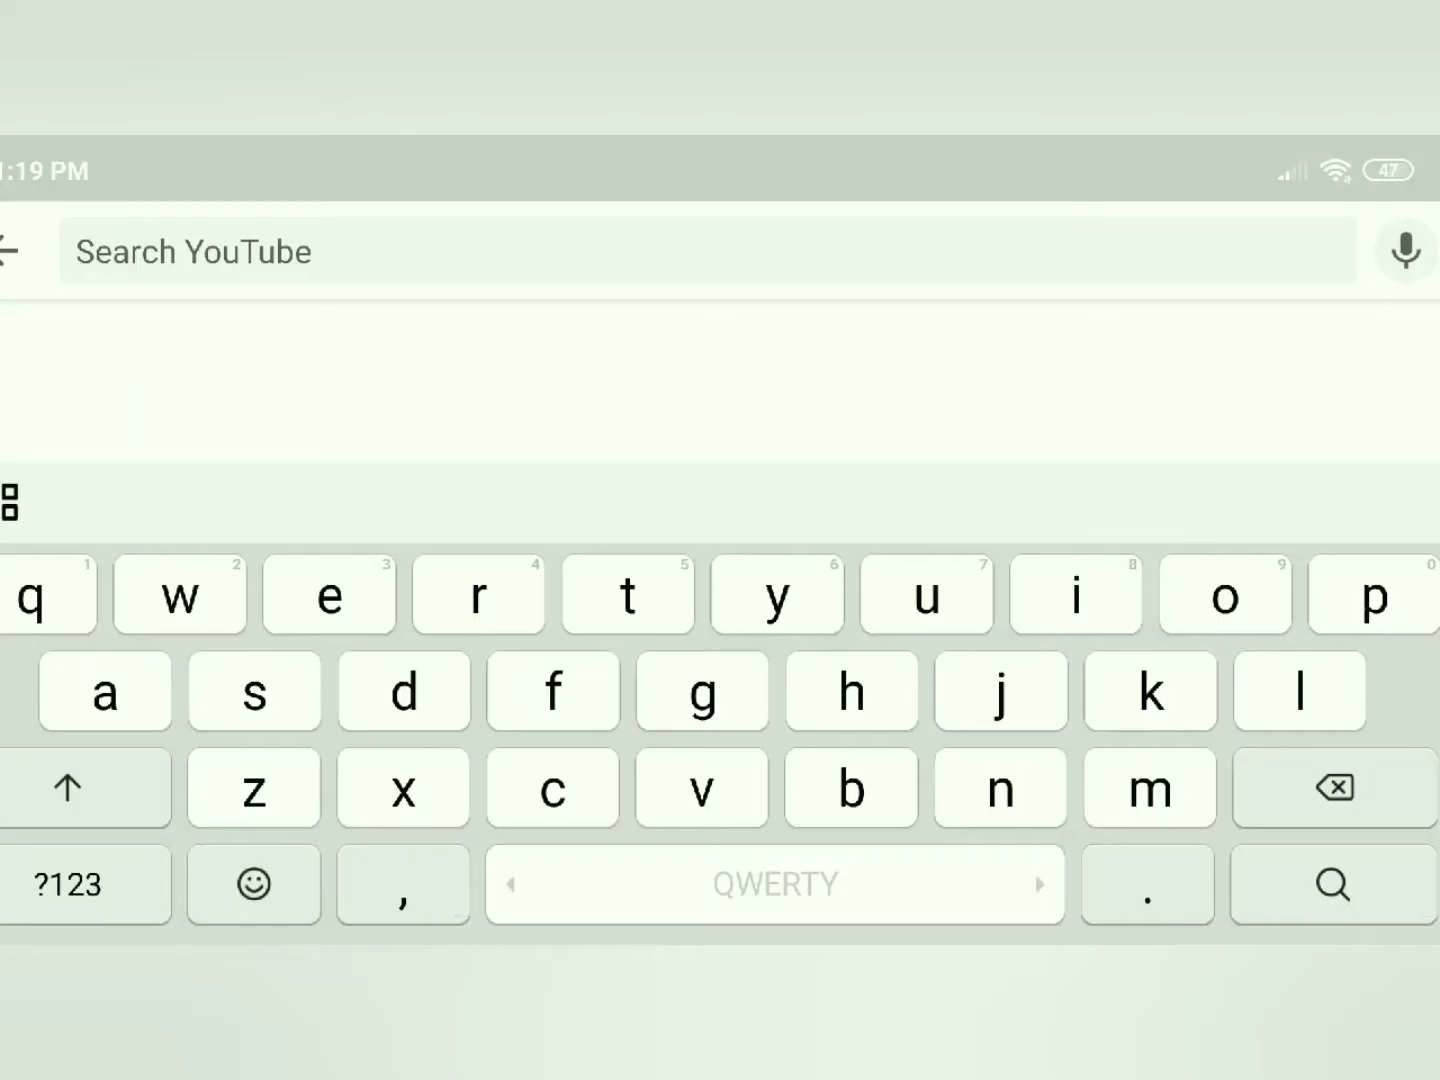 :19 PM 47
Search YouTube
q 1 w 2 e 3 r 4 t 5 y 6 u 7 i 8 o 9 p 0
a s d f g h j k l
z x c v b n m
?123 , QWERTY .